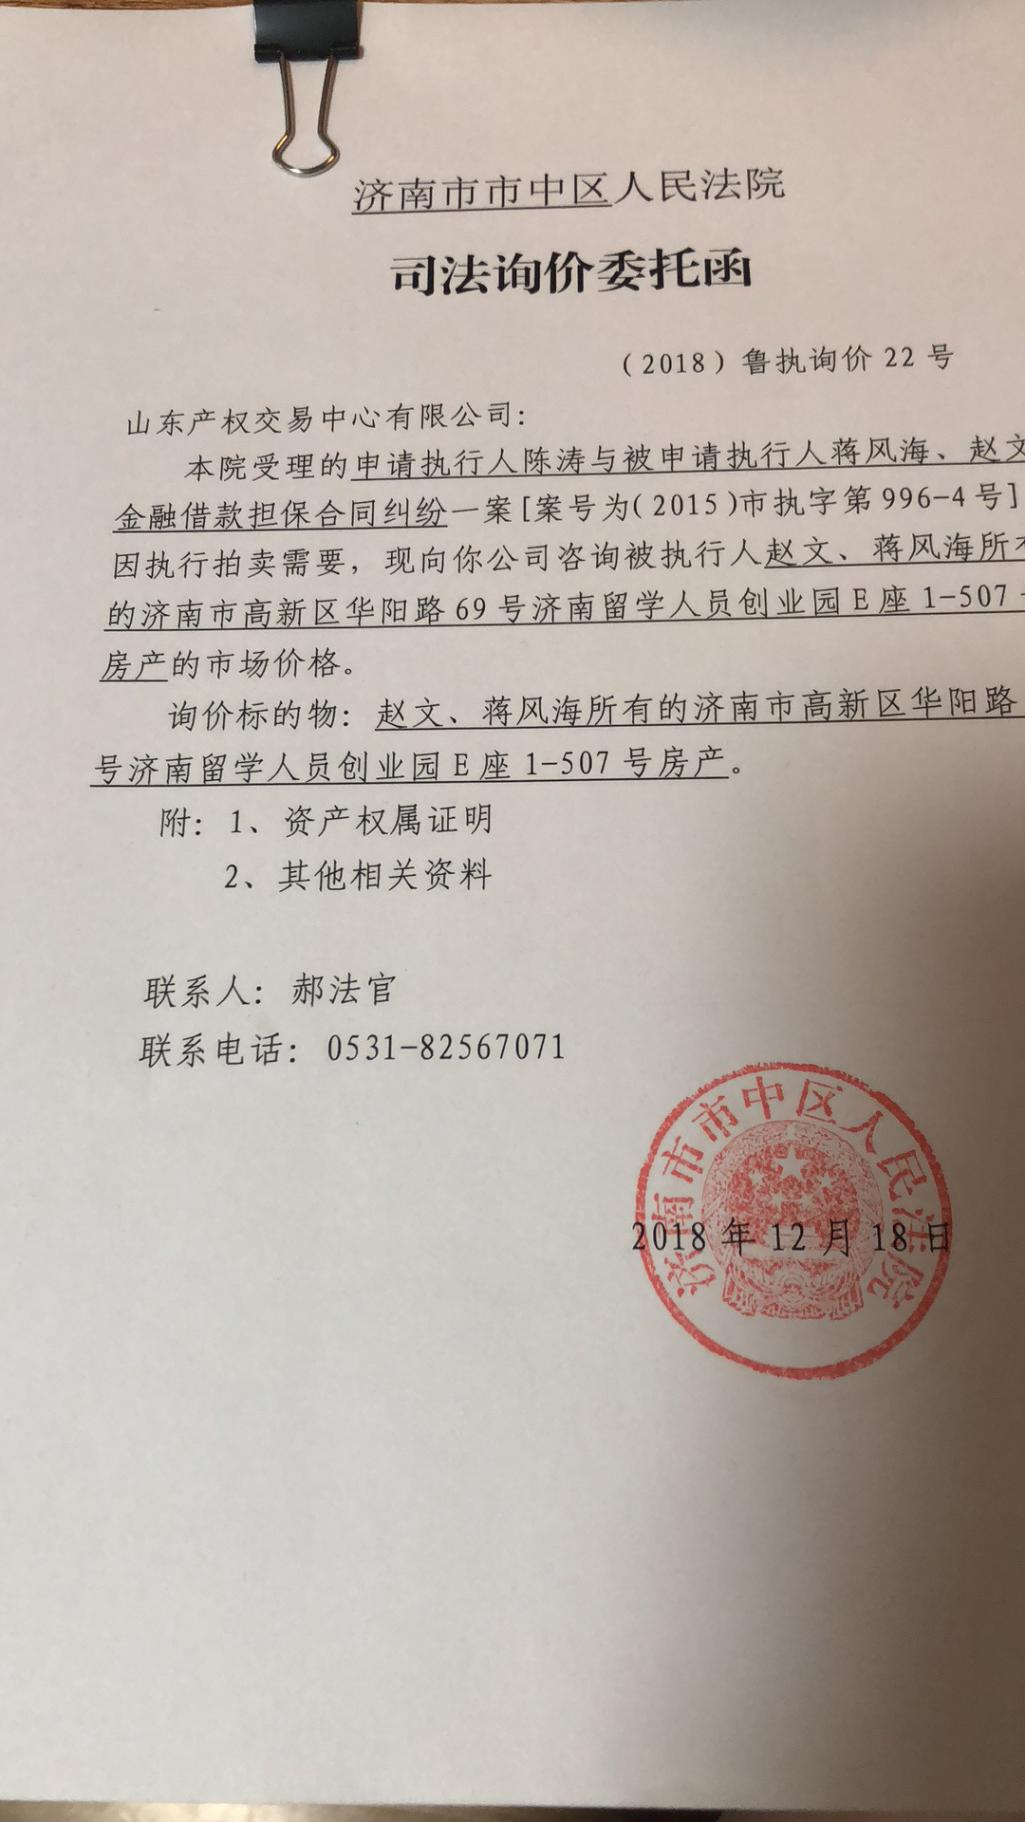 济南市市中区人民法院
司法询价委托函
（2018）鲁执询价 22 号
山东产权交易中心有限公司：
本院受理的申请执行人陈涛与被申请执行人蒋风海、赵文
金融借款担保合同纠纷一案[案号为(2015)市执字第 996-4 号]
因执行拍卖需要，现向你公司咨询被执行人赵文、蒋风海所有
的济南市高新区华阳路 69 号济南留学人员创业园 E 座 1-507
房产的市场价格。
询价标的物：赵文、蒋风海所有的济南市高新区华阳路
号济南留学人员创业园 E 座 1-507 号房产。
附：1、资产权属证明
2、其他相关资料
联系人：郝法官
联系电话：0531-82567071
济南市市中区人民法院
2018 年 12 月 18 日